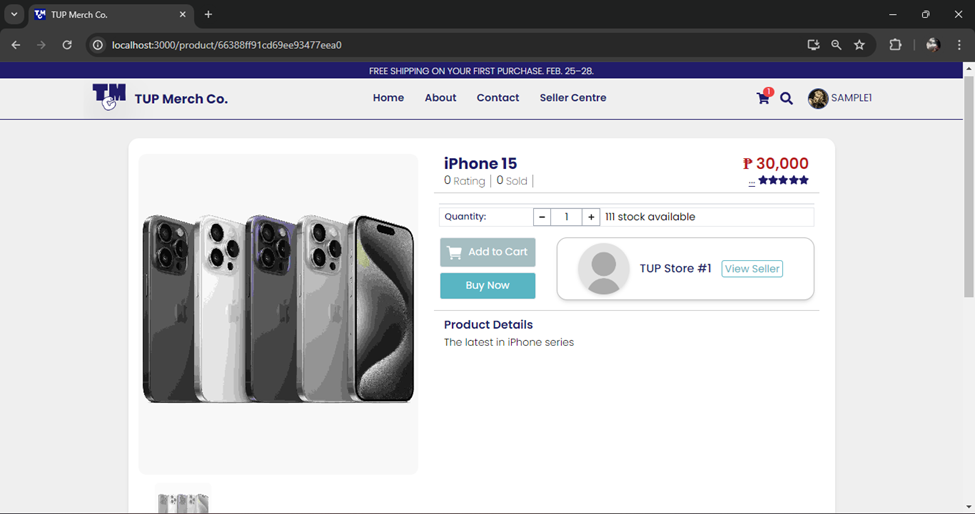 TUP Merch Co.
localhost:3000/product/66388ff91cd69ee93477eea0
FREE SHIPPING ON YOUR FIRST PURCHASE. FEB. 25–28.
TM TUP Merch Co. Home About Contact Seller Centre 1 SAMPLE1
iPhone 15 ₱ 30,000
0 Rating 0 Sold ...
Quantity: − 1 + 111 stock available
Add to Cart
TUP Store #1 View Seller
Buy Now
Product Details
The latest in iPhone series